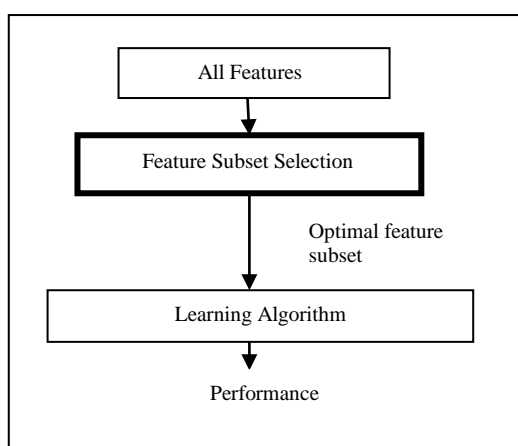 All Features
Feature Subset Selection
Optimal feature
subset
Learning Algorithm
Performance